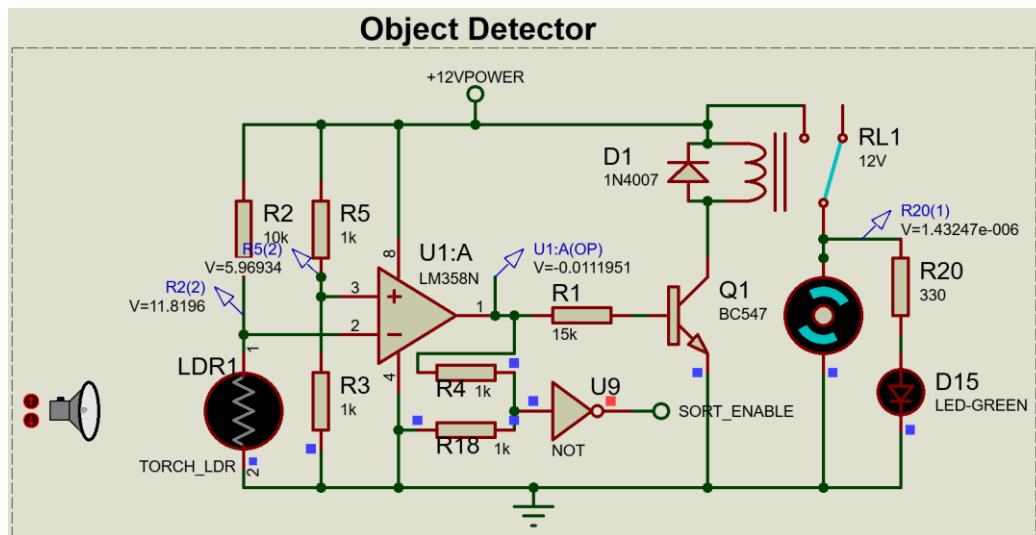 Object Detector
+12VPOWER
RL1
12V
D1
1N4007
R2
10k
R5
1k
R5(2)
V=5.96934
R2(2)
V=11.8196
U1:A
LM358N
8
3
2
1
4
U1:A(OP)
V=-0.0111951
R1
15k
Q1
BC547
R20(1)
V=1.43247e-006
R20
330
LDR1
1
2
TORCH_LDR
R3
1k
R4
1k
R18
1k
U9
NOT
SORT_ENABLE
D15
LED-GREEN